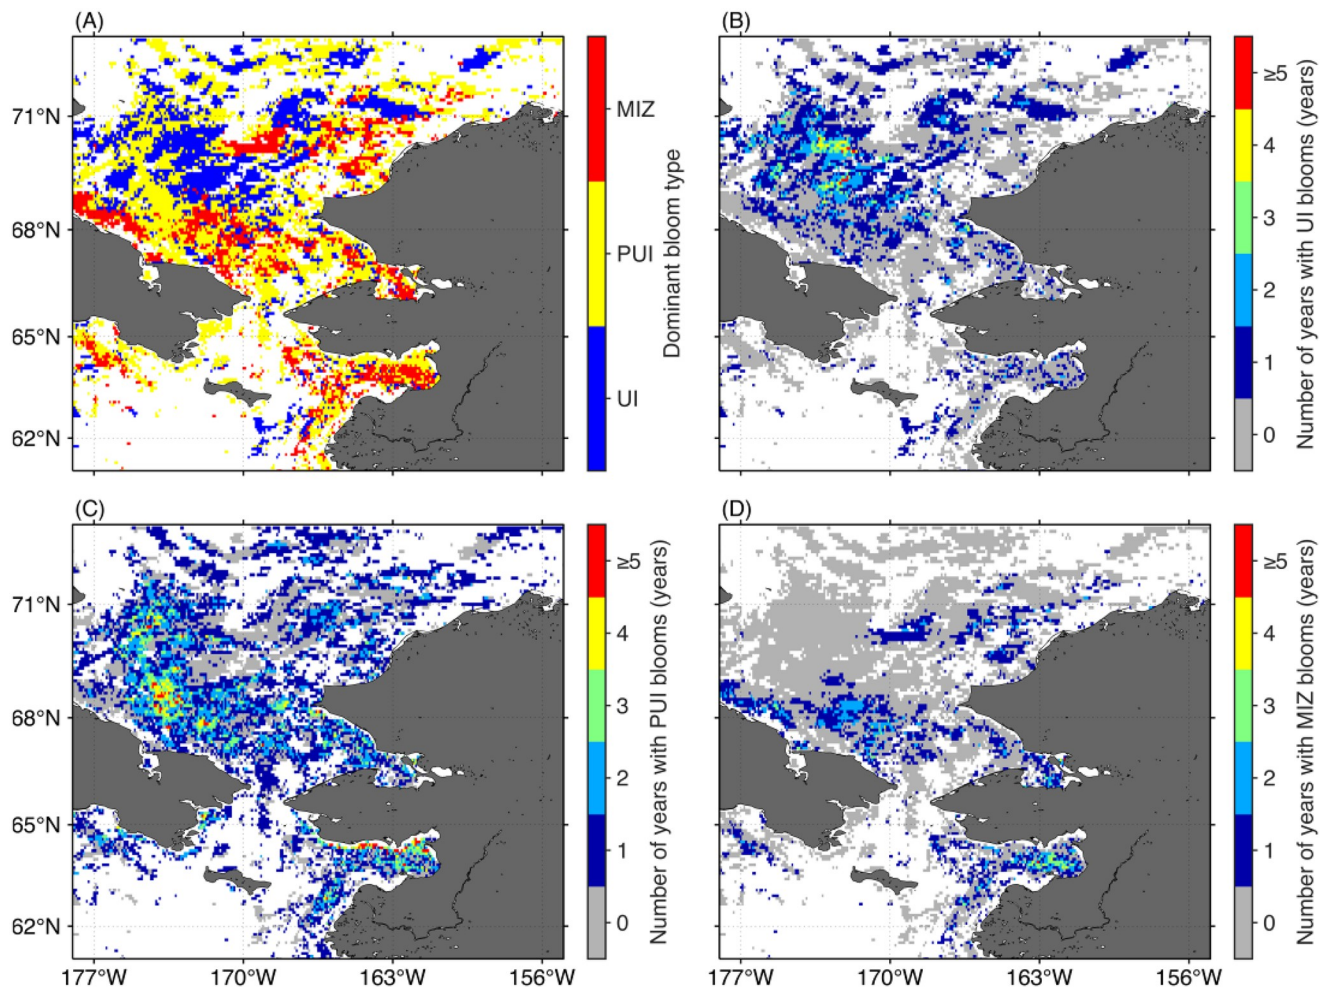 (A)
71°N
68°N
65°N
62°N
MIZ
PUI
UI
Dominant bloom type
(B)
≥5
4
3
2
1
0
Number of years with UI blooms (years)
(C)
71°N
68°N
65°N
62°N
177°W
170°W
163°W
156°W
≥5
4
3
2
1
0
Number of years with PUI blooms (years)
(D)
177°W
170°W
163°W
156°W
≥5
4
3
2
1
0
Number of years with MIZ blooms (years)